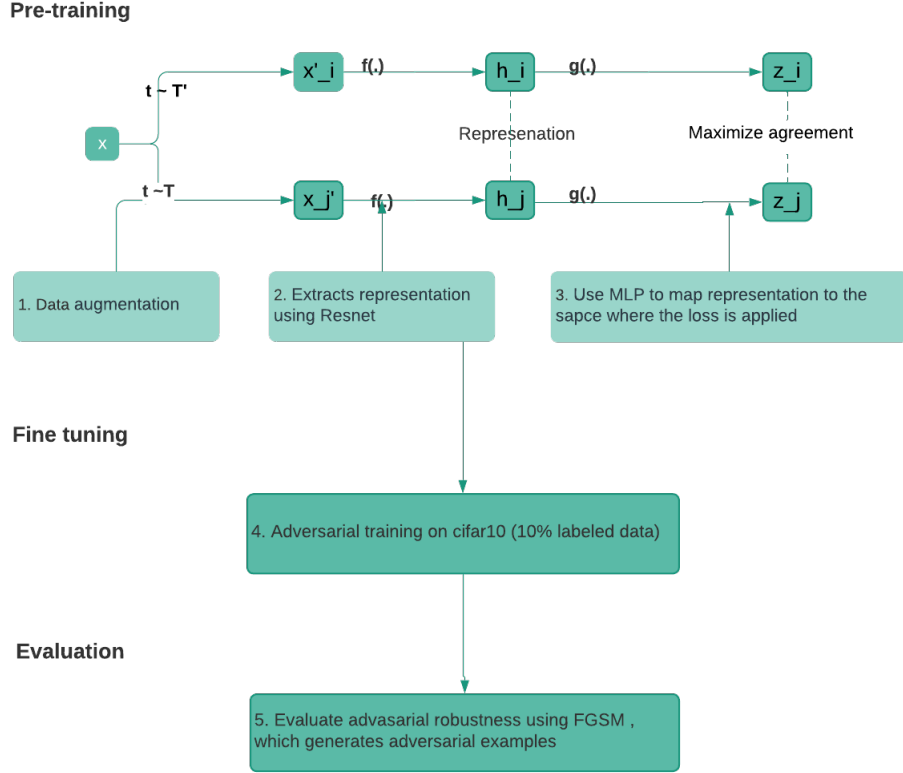 Pre-training
x'_i
f(.)
h_i
g(.)
z_i
t ~ T'
x
Represenation
Maximize agreement
t ~T
x_j'
f(.)
h_j
g(.)
z_j
1. Data augmentation
2. Extracts representation
using Resnet
3. Use MLP to map representation to the
sapce where the loss is applied
Fine tuning
4. Adversarial training on cifar10 (10% labeled data)
Evaluation
5. Evaluate advasarial robustness using FGSM ,
which generates adversarial examples